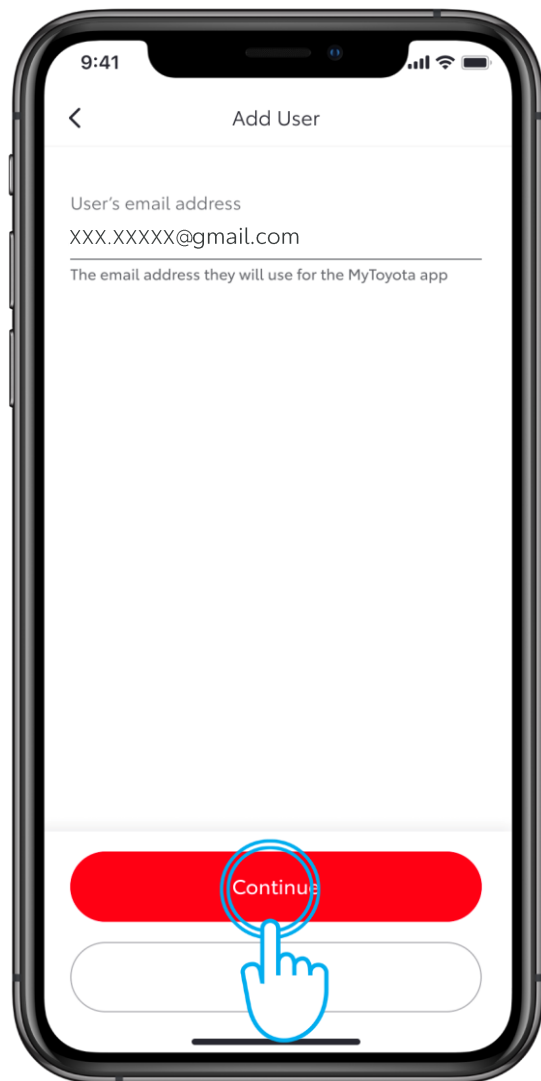 9:41
Add User
User's email address
XXX.XXXXX@gmail.com
The email address they will use for the MyToyota app
Continue